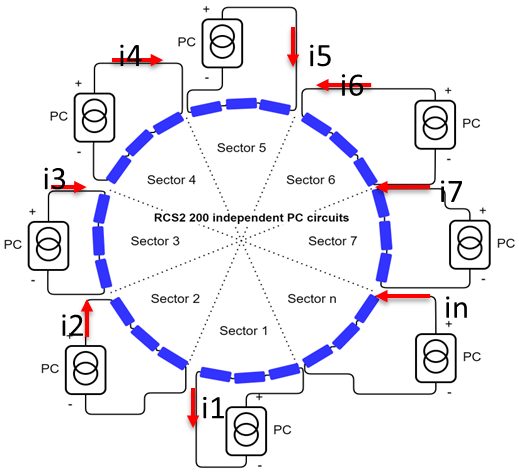 +
PC
-
i5
i4
+
PC
-
i6
+
PC
-
Sector 5
Sector 4
Sector 6
i3
i7
+
PC
-
RCS2 200 independent PC circuits
+
PC
-
Sector 3
Sector 7
Sector 2
Sector n
in
i2
Sector 1
+
PC
-
+
PC
-
i1
+
PC
-